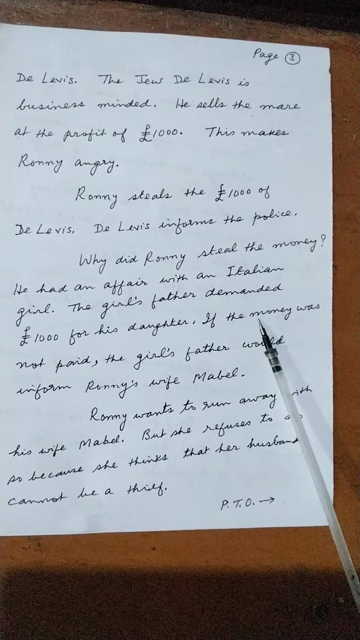 Page 3
De Levis. The Jew De Levis is
business minded. He sells the mare
at the profit of £1000. This makes
Ronny angry.
Ronny steals the £1000 of
De Levis. De Levis informs the police.
Why did Ronny steal the money?
He had an affair with an Italian
girl. The girl's father demanded
£1000 for his daughter. If the money was
not paid, the girl's father would
inform Ronny's wife Mabel.
Ronny wants to run away with
his wife Mabel. But she refuses to
so because she thinks that her husband
cannot be a thief.
P.T.O. →